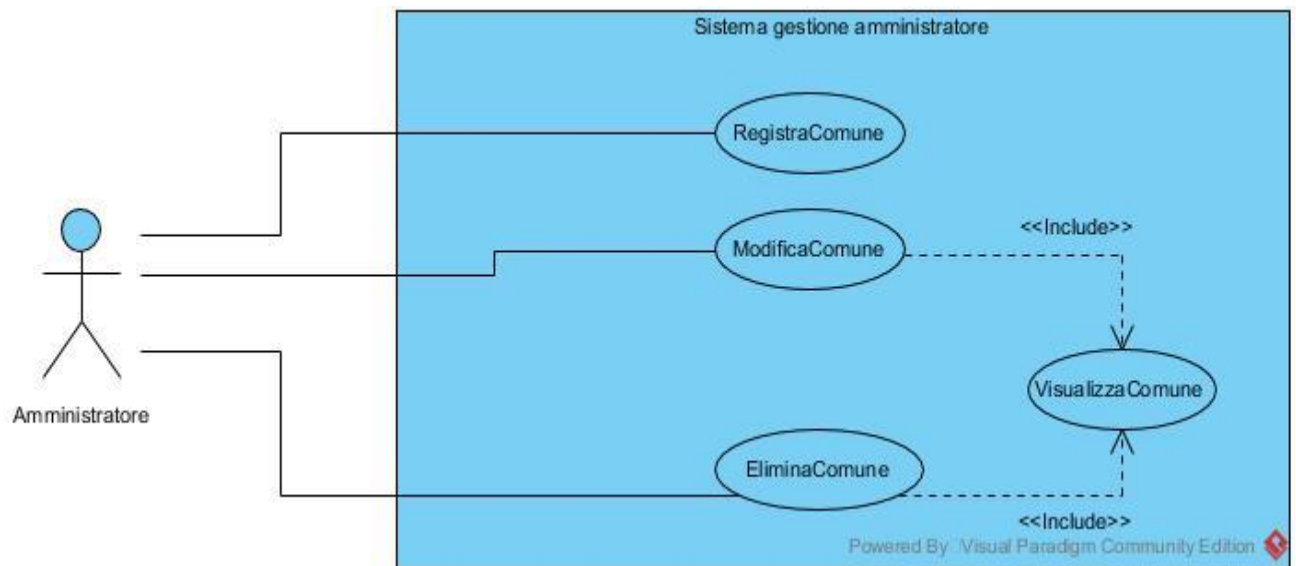 Sistema gestione amministratore
RegistraComune
ModificaComune
<<Include>>
VisualizzaComune
Amministratore
EliminaComune
<<Include>>
Powered By Visual Paradigm Community Edition